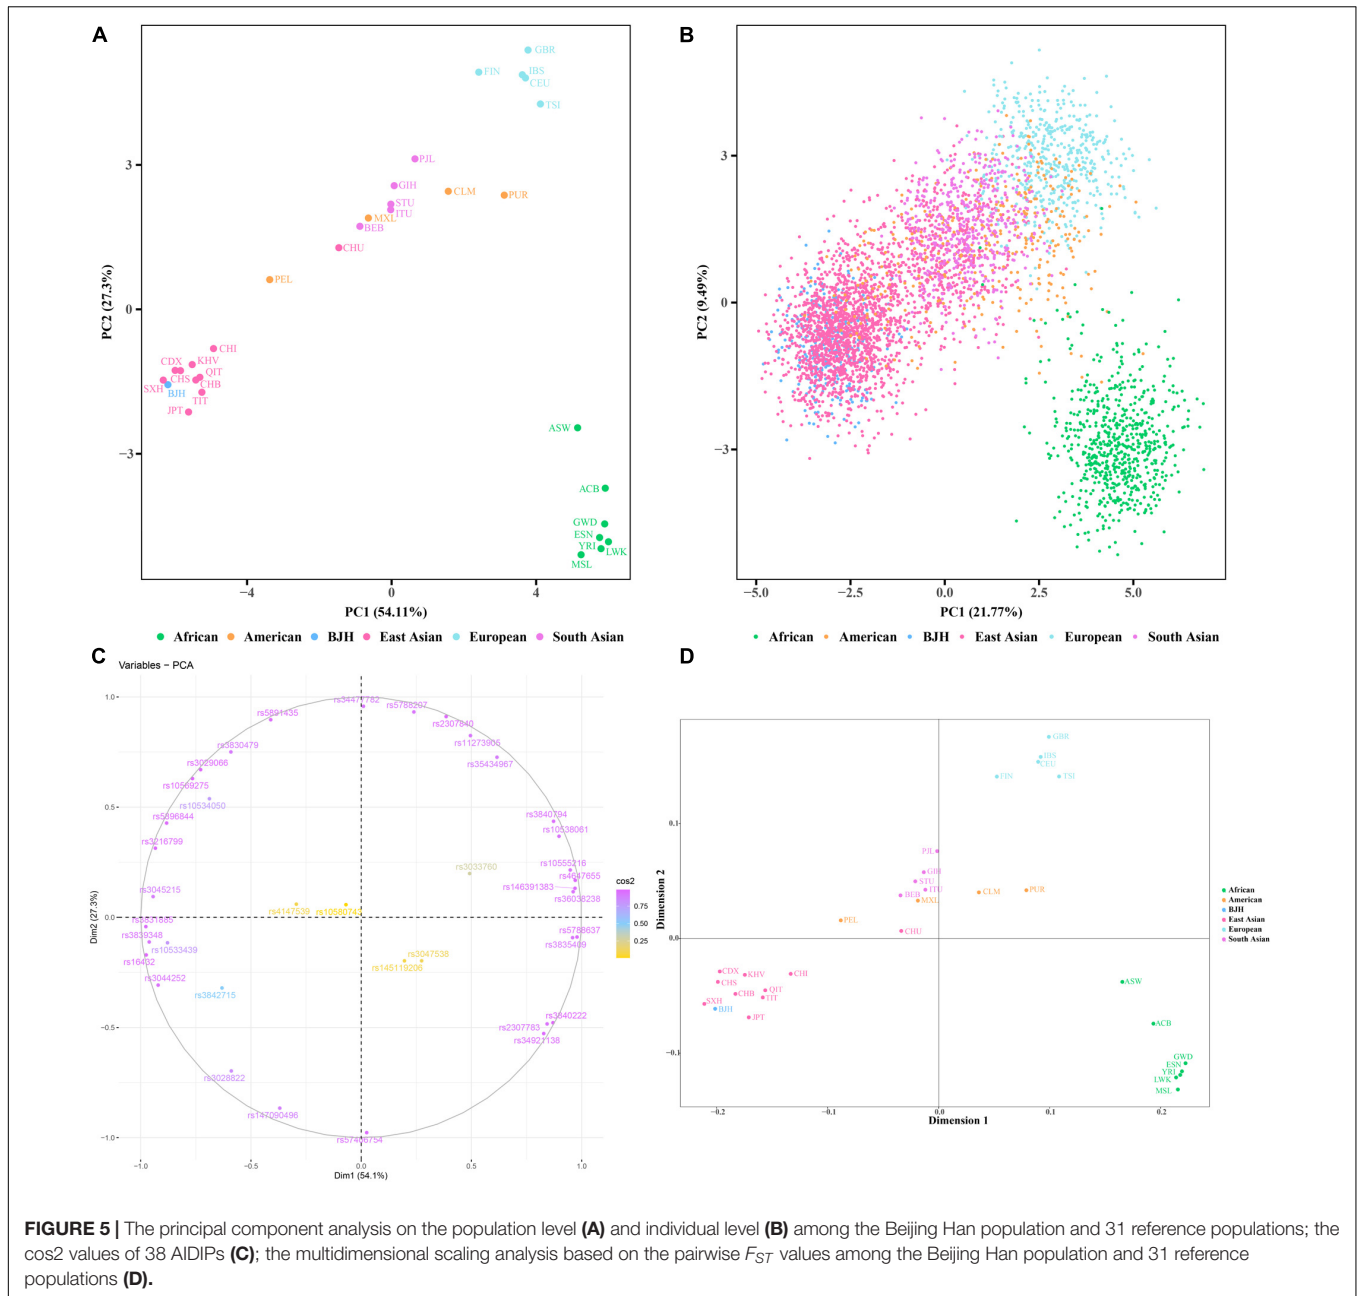 A
GBR
FIN
IBS
CEU
TSI
PJL
GIH
STU
ITU
MXL
BEB
CLM
PUR
CHU
PEL
CHI
CDX
KHV
CHS
QIT
SXH
CHB
BJH
TIT
JPT
ASW
ACB
GWD
ESN
YRI
LWK
MSL
3
0
−3
PC2 (27.3%)
−4
0
4
PC1 (54.11%)
African American BJH East Asian European South Asian
B
3
0
−3
PC2 (9.49%)
−5.0
−2.5
0.0
2.5
5.0
PC1 (21.77%)
African American BJH East Asian European South Asian
C
Variables − PCA
rs5891435
rs5788207
rs2307840
rs11273905
rs35434967
rs3830479
rs3029066
rs10569275
rs10534050
rs5896844
rs3216799
rs3840794
rs10538061
rs3033760
rs10555216
rs4647655
rs146391383
rs36038238
rs3045215
rs4147539
rs3839348
rs10533439
rs16432
rs3044252
rs3842715
rs5788637
rs3835409
rs3047538
rs145119206
rs3840222
rs2307783
rs34921138
rs3028822
rs147090496
1.0
0.5
0.0
−0.5
−1.0
Dim2 (27.3%)
−1.0
−0.5
0.0
0.5
1.0
Dim1 (54.1%)
cos2
0.75
0.50
0.25
D
GBR
IBS
CEU
FIN
TSI
PJL
GIH
STU
ITU
BEB
MXL
CLM
PUR
PEL
CHU
CDX
KHV
CHI
CHS
CHB
QIT
TIT
SXH
BJH
JPT
ASW
ACB
GWD
ESN
YRI
LWK
MSL
0.1
0.0
−0.1
Dimension 2
−0.2
−0.1
0.0
0.1
0.2
Dimension 1
African
American
BJH
East Asian
European
South Asian
FIGURE 5 | The principal component analysis on the population level (A) and individual level (B) among the Beijing Han population and 31 reference populations; the
cos2 values of 38 AIDIPs (C); the multidimensional scaling analysis based on the pairwise FST values among the Beijing Han population and 31 reference
populations (D).